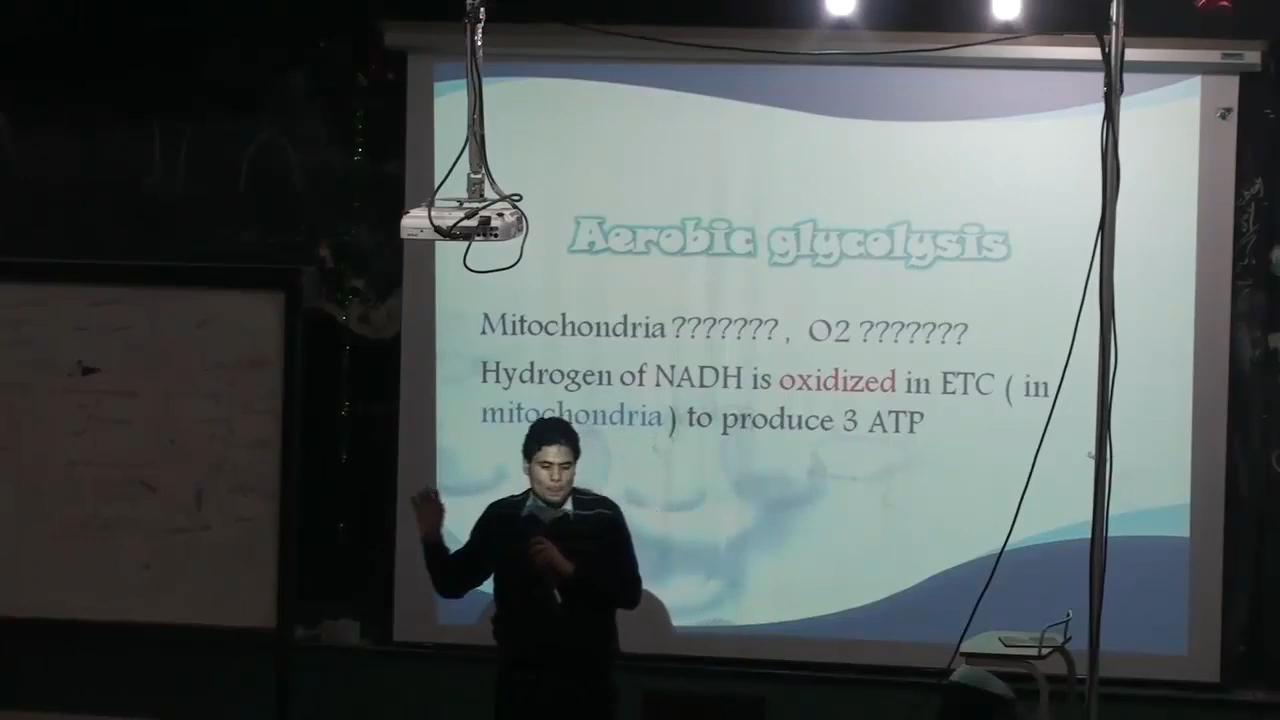 Aerobic glycolysis
Mitochondria ??????? , O2 ???????
Hydrogen of NADH is oxidized in ETC ( in
mitochondria ) to produce 3 ATP